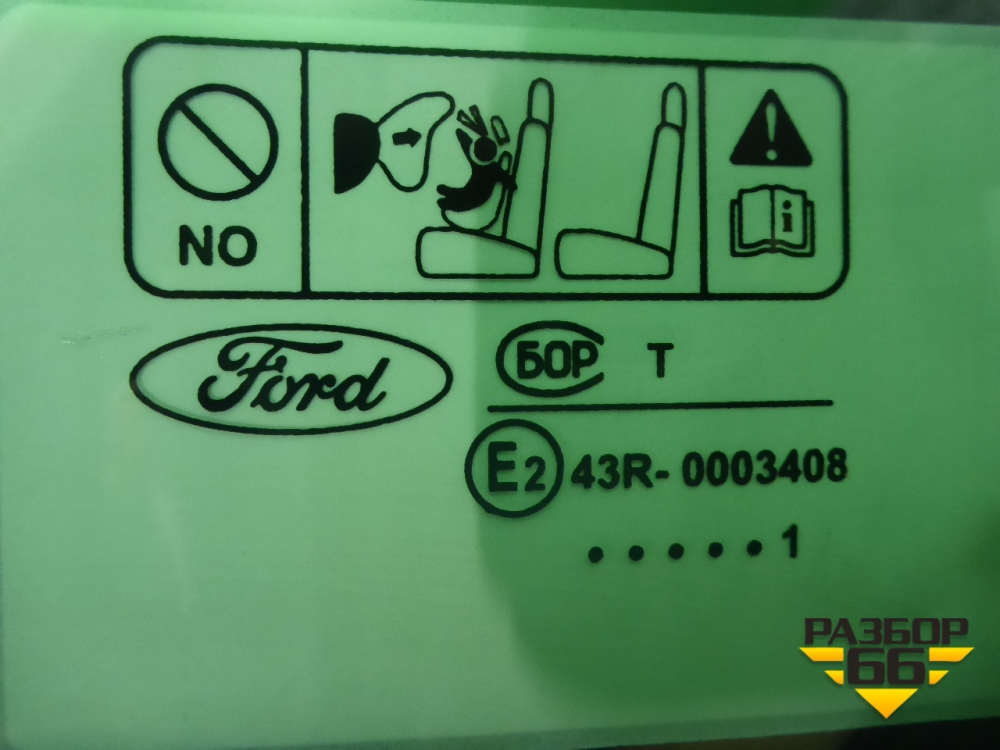 NO
i
Ford
БОР T
E2 43R- 0003408
. . . . . 1
РАЗБОР
66